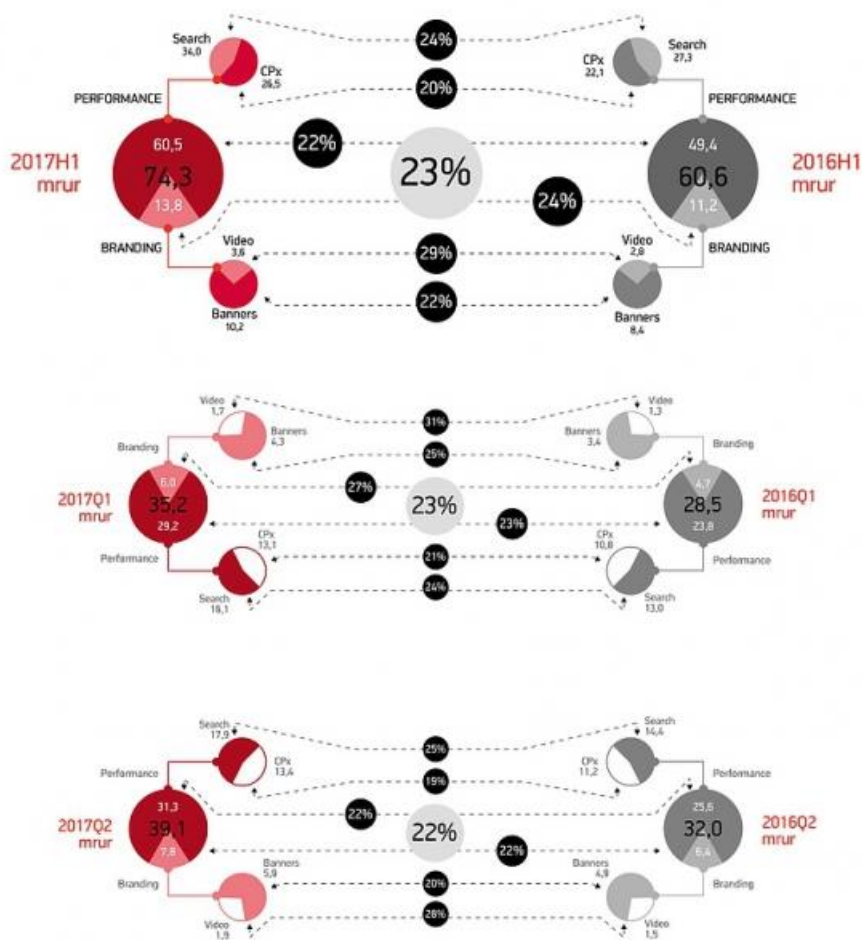 Search
34,0
24%
Search
27,3
CPx
26,5
CPx
22,1
20%
PERFORMANCE
PERFORMANCE
60,5
22%
49,4
2017H1
mrur
74,3
23%
60,6
2016H1
mrur
13,8
24%
11,2
BRANDING
BRANDING
Video
3,6
29%
Video
2,8
22%
Banners
10,2
Banners
8,4
Video
1,7
Video
1,3
31%
Banners
4,3
Banners
3,4
Branding
25%
Branding
6,0
27%
4,7
2017Q1
mrur
35,2
23%
28,5
2016Q1
mrur
29,2
23%
23,8
CPx
13,1
CPx
10,8
Performance
21%
Performance
24%
Search
16,1
Search
13,0
Search
17,9
Search
14,4
25%
CPx
13,4
CPx
11,2
Performance
19%
Performance
31,3
22%
25,6
2017Q2
mrur
39,1
22%
32,0
2016Q2
mrur
7,8
22%
6,4
Banners
5,9
Banners
4,9
Branding
20%
Branding
28%
Video
1,9
Video
1,5